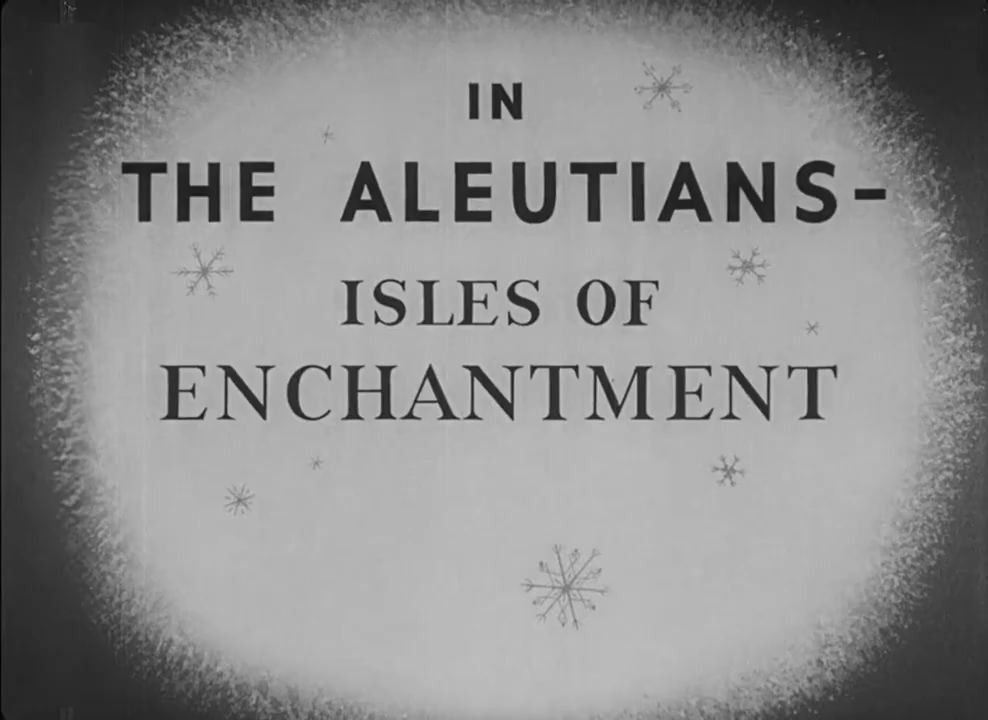 IN
THE ALEUTIANS-
ISLES OF
ENCHANTMENT